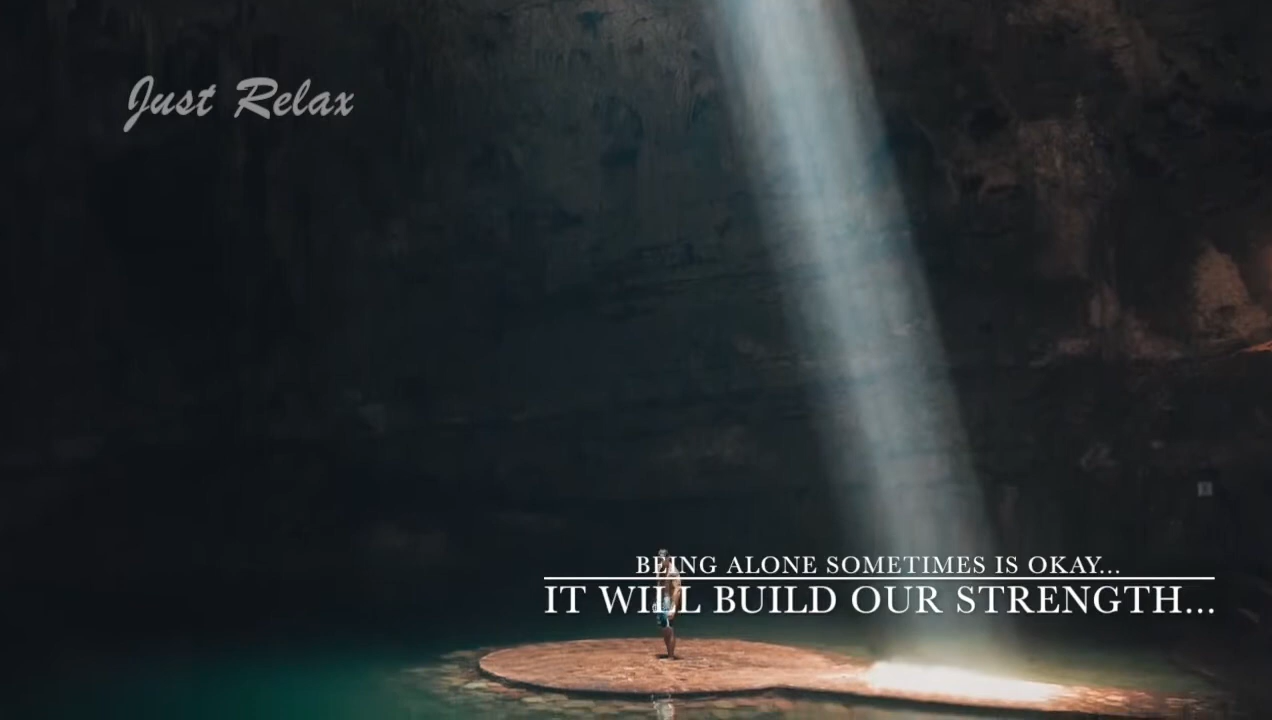 Just Relax
BEING ALONE SOMETIMES IS OKAY...
IT WILL BUILD OUR STRENGTH...